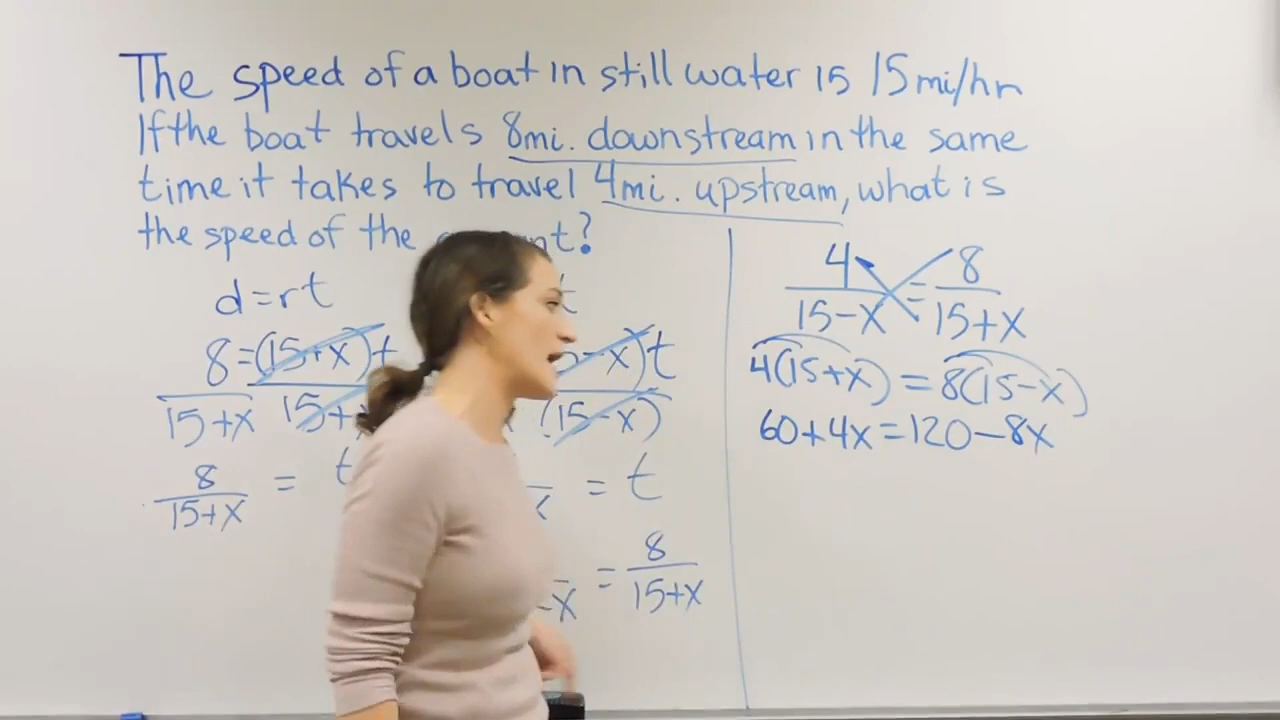 The speed of a boat in still water is 15mi/hr
If the boat travels 8mi. downstream in the same
time it takes to travel 4mi. upstream, what is
the speed of the nt?
d=rt t
8=(15+x)t -x)t
15+x 15+x (15-x)
8/15+x = t = t
-x = 8/15+x
4/15-x = 8/15+x
4(15+x) = 8(15-x)
60+4x=120-8x